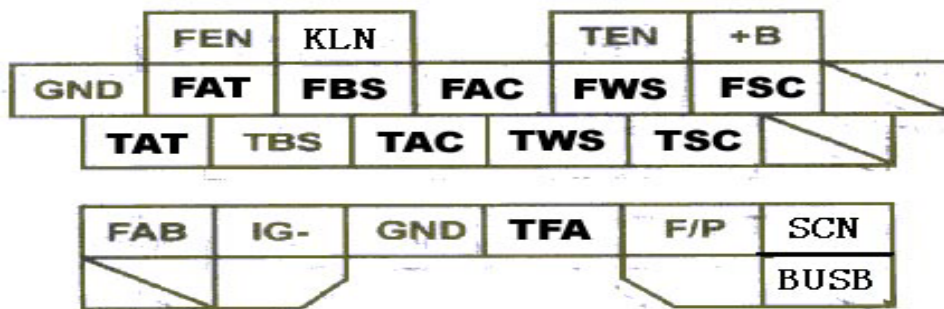 FEN KLN TEN +B
GND FAT FBS FAC FWS FSC
TAT TBS TAC TWS TSC
FAB IG- GND TFA F/P SCN
BUSB